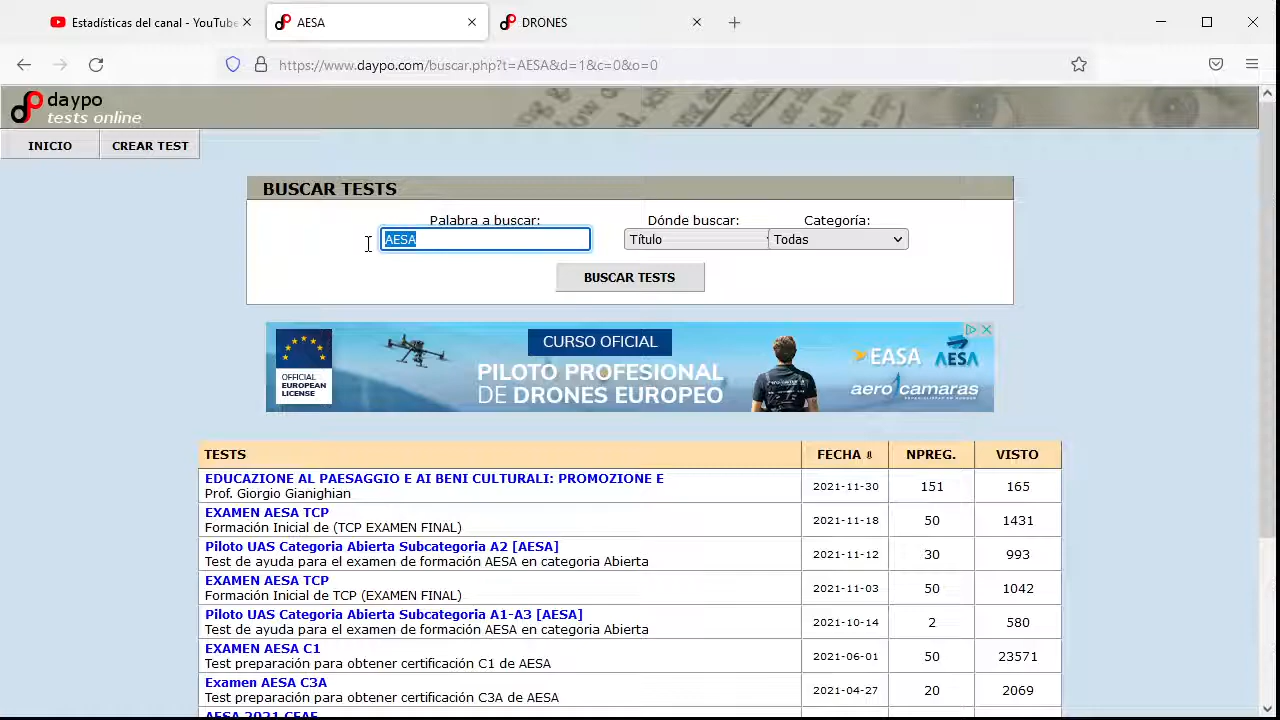 Estadísticas del canal - YouTube
AESA
DRONES
https://www.daypo.com/buscar.php?t=AESA&d=1&c=0&o=0
daypo
tests online
INICIO
CREAR TEST
BUSCAR TESTS
Palabra a buscar:
Dónde buscar:
Categoría:
AESA
Título
Todas
BUSCAR TESTS
OFFICIAL
EUROPEAN
LICENSE
CURSO OFICIAL
PILOTO PROFESIONAL
DE DRONES EUROPEO
EASA
AESA
aerocamaras
TESTS FECHA NPREG. VISTO
EDUCAZIONE AL PAESAGGIO E AI BENI CULTURALI: PROMOZIONE E
Prof. Giorgio Gianighian
2021-11-30 151 165
EXAMEN AESA TCP
Formación Inicial de (TCP EXAMEN FINAL)
2021-11-18 50 1431
Piloto UAS Categoria Abierta Subcategoria A2 [AESA]
Test de ayuda para el examen de formación AESA en categoria Abierta
2021-11-12 30 993
EXAMEN AESA TCP
Formación Inicial de TCP (EXAMEN FINAL)
2021-11-03 50 1042
Piloto UAS Categoria Abierta Subcategoria A1-A3 [AESA]
Test de ayuda para el examen de formación AESA en categoria Abierta
2021-10-14 2 580
EXAMEN AESA C1
Test preparación para obtener certificación C1 de AESA
2021-06-01 50 23571
Examen AESA C3A
Test preparación para obtener certificación C3A de AESA
2021-04-27 20 2069
AESA 2021 CEAE